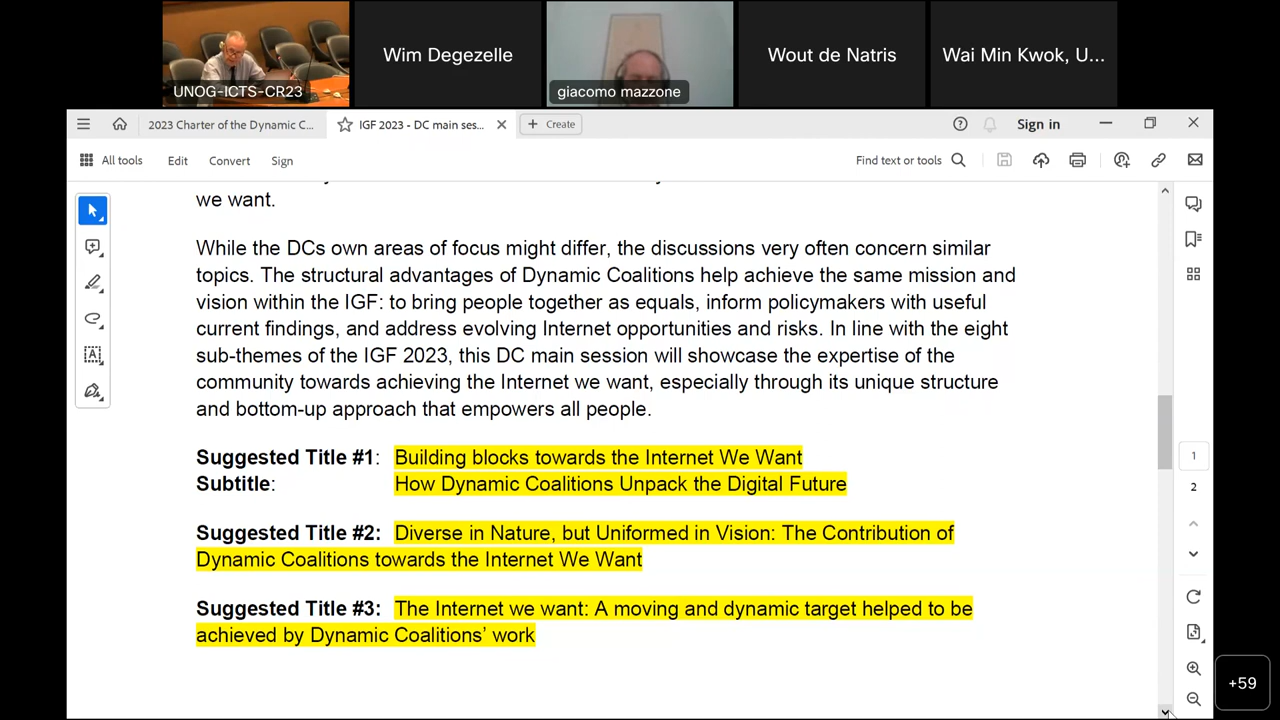 UNOG-ICTS-CR23
Wim Degezelle
giacomo mazzone
Wout de Natris
Wai Min Kwok, U...
2023 Charter of the Dynamic C...
IGF 2023 - DC main ses...
Create
Sign in
All tools
Edit
Convert
Sign
Find text or tools
we want.
While the DCs own areas of focus might differ, the discussions very often concern similar
topics. The structural advantages of Dynamic Coalitions help achieve the same mission and
vision within the IGF: to bring people together as equals, inform policymakers with useful
current findings, and address evolving Internet opportunities and risks. In line with the eight
sub-themes of the IGF 2023, this DC main session will showcase the expertise of the
community towards achieving the Internet we want, especially through its unique structure
and bottom-up approach that empowers all people.
Suggested Title #1: Building blocks towards the Internet We Want
Subtitle: How Dynamic Coalitions Unpack the Digital Future
Suggested Title #2: Diverse in Nature, but Uniformed in Vision: The Contribution of
Dynamic Coalitions towards the Internet We Want
Suggested Title #3: The Internet we want: A moving and dynamic target helped to be
achieved by Dynamic Coalitions' work
1
2
+59